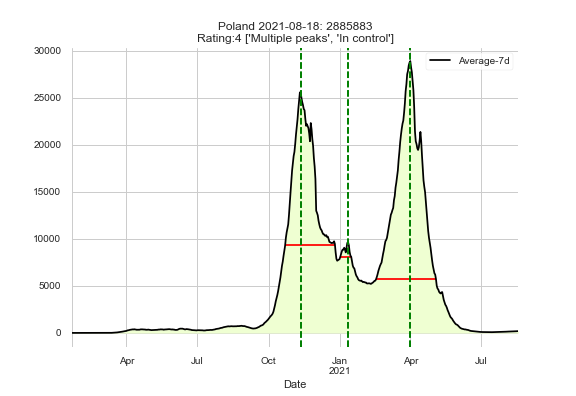 Poland 2021-08-18: 2885883
Rating:4 ['Multiple peaks', 'In control']
Average-7d
30000
25000
20000
15000
10000
5000
0
Apr
Jul
Oct
Jan
2021
Apr
Jul
Date